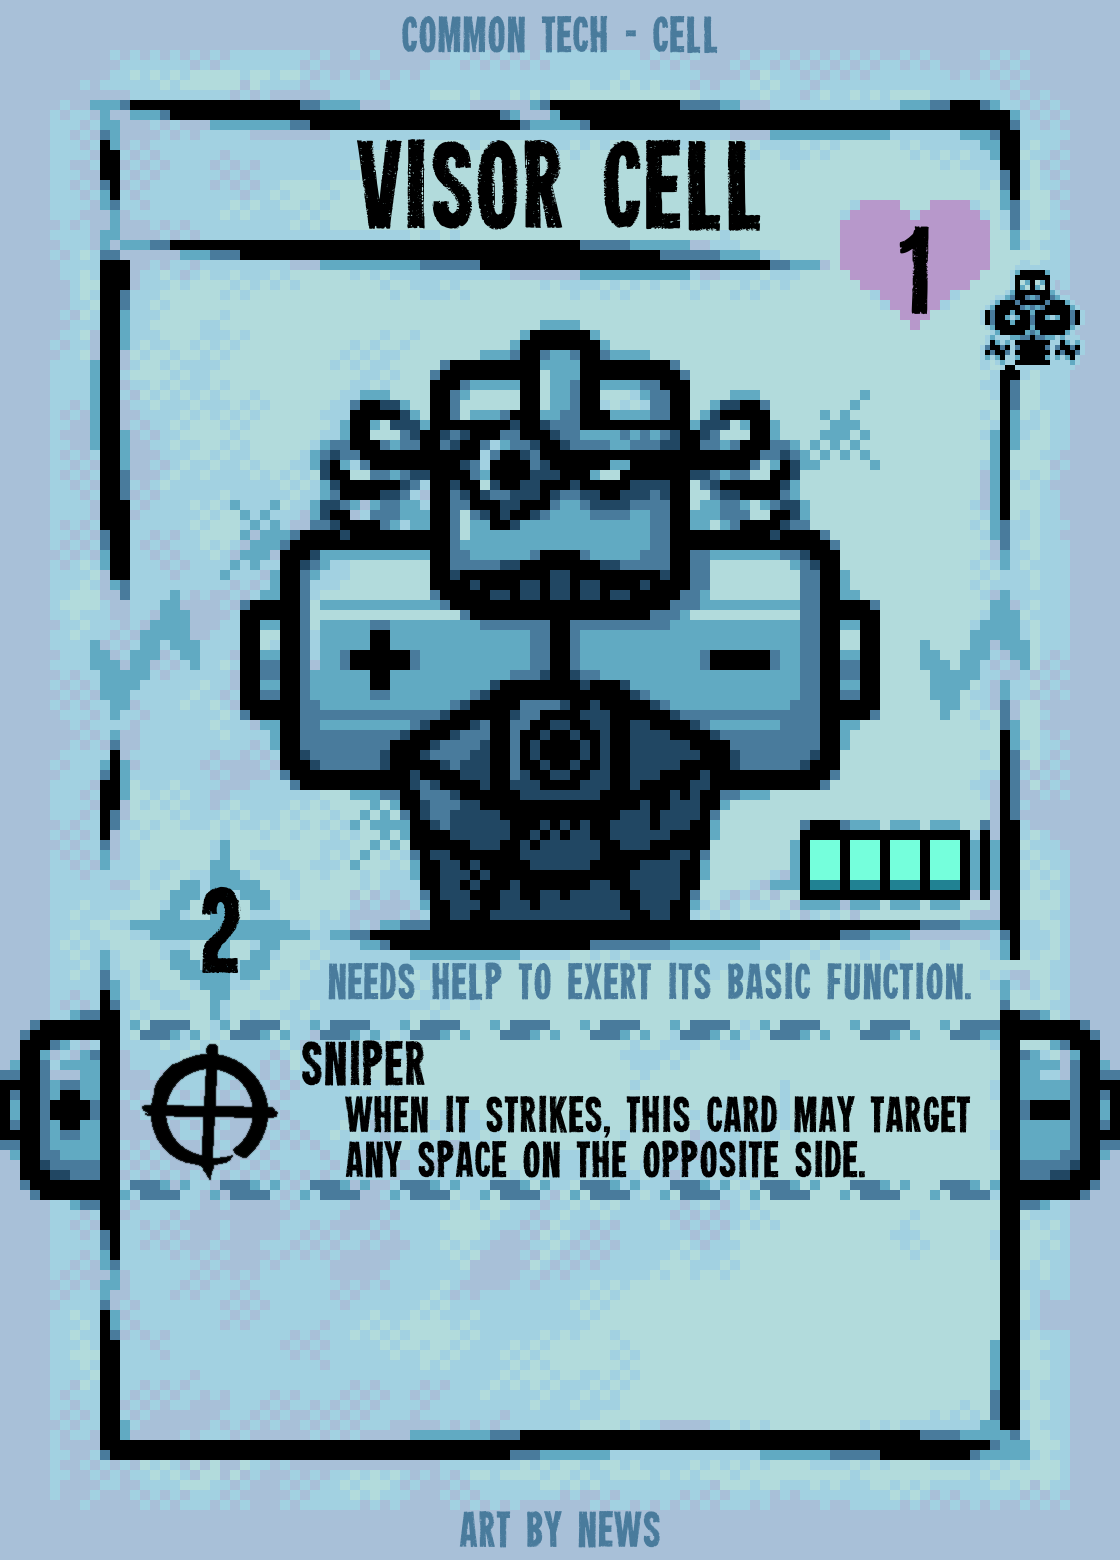 COMMON TECH - CELL
VISOR CELL
1
+ -
2
NEEDS HELP TO EXERT ITS BASIC FUNCTION.
SNIPER
WHEN IT STRIKES, THIS CARD MAY TARGET
ANY SPACE ON THE OPPOSITE SIDE.
+ -
ART BY NEWS